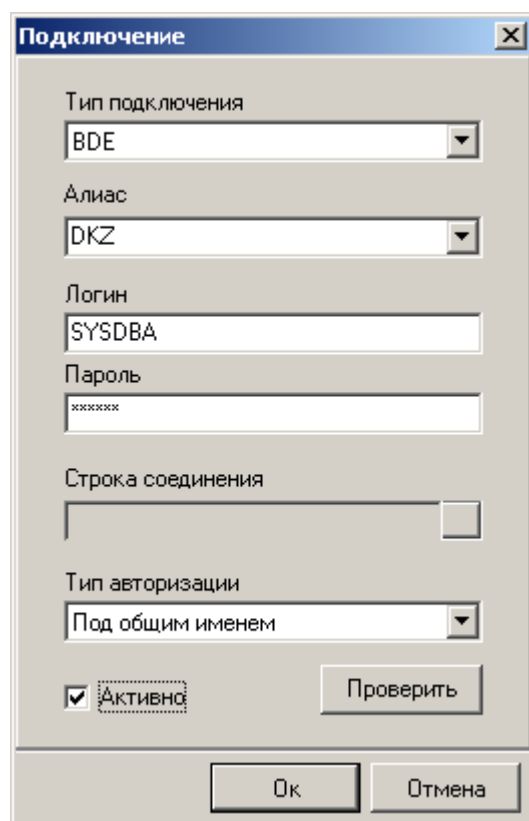 Подключение
Тип подключения
BDE
Алиас
DKZ
Логин
SYSDBA
Пароль
××××××
Строка соединения
Тип авторизации
Под общим именем
Активно
Проверить
Ок
Отмена